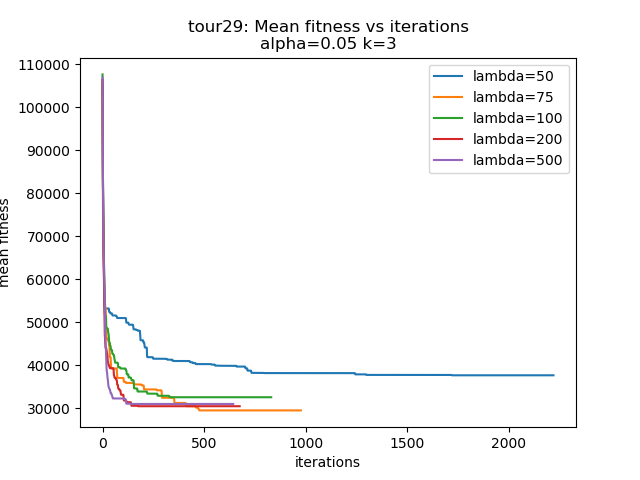 tour29: Mean fitness vs iterations
alpha=0.05 k=3
110000
100000
90000
80000
70000
60000
50000
40000
30000
mean fitness
lambda=50
lambda=75
lambda=100
lambda=200
lambda=500
0
500
1000
1500
2000
iterations